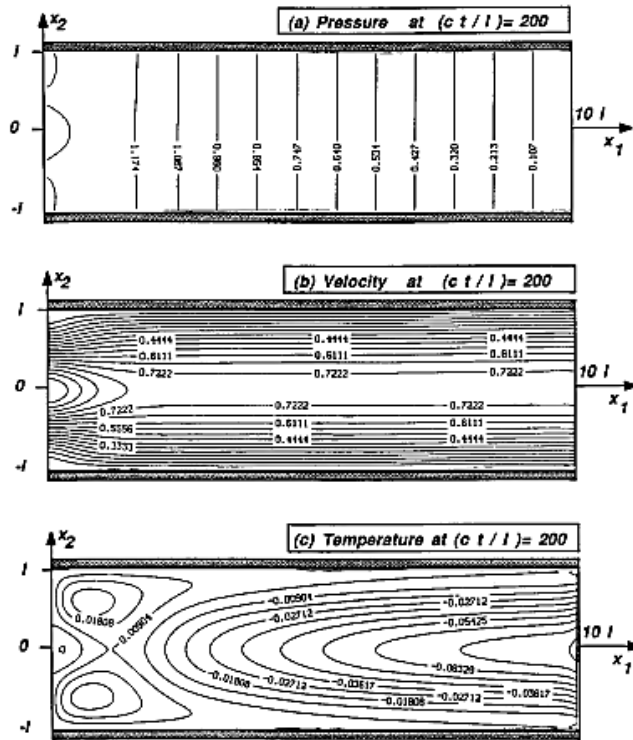 x2
(a) Pressure at (c t / l)= 200
l
0
1.174
1.067
0.960
0.854
0.747
0.640
0.534
0.427
0.320
0.213
0.107
10 l
x1
-l
x2
(b) Velocity at (c t / l)= 200
l
0.4444 0.4444 0.4444
0.6111 0.6111 0.6111
0.7222 0.7222 0.7222
0
10 l
x1
0.7222 0.7222 0.7222
0.5556 0.6111 0.6111
0.3333 0.4444 0.4444
-l
x2
(c) Temperature at (c t / l)= 200
l
-0.00904 -0.02712
0.01808 -0.00904 -0.02712 -0.05425
0
10 l
x1
-0.06329
-0.01808 -0.02712 -0.03617 -0.02712 -0.03617
-l